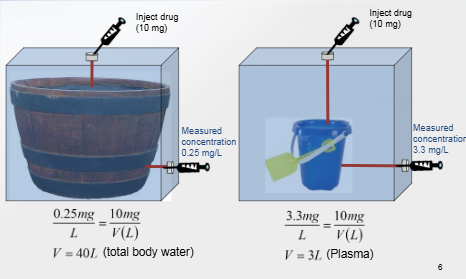 Inject drug
(10 mg)
Measured
concentration
0.25 mg/L
0.25mg/L = 10mg/V(L)
V = 40L (total body water)
Inject drug
(10 mg)
Measured
concentration
3.3 mg/L
3.3mg/L = 10mg/V(L)
V = 3L (Plasma)
6